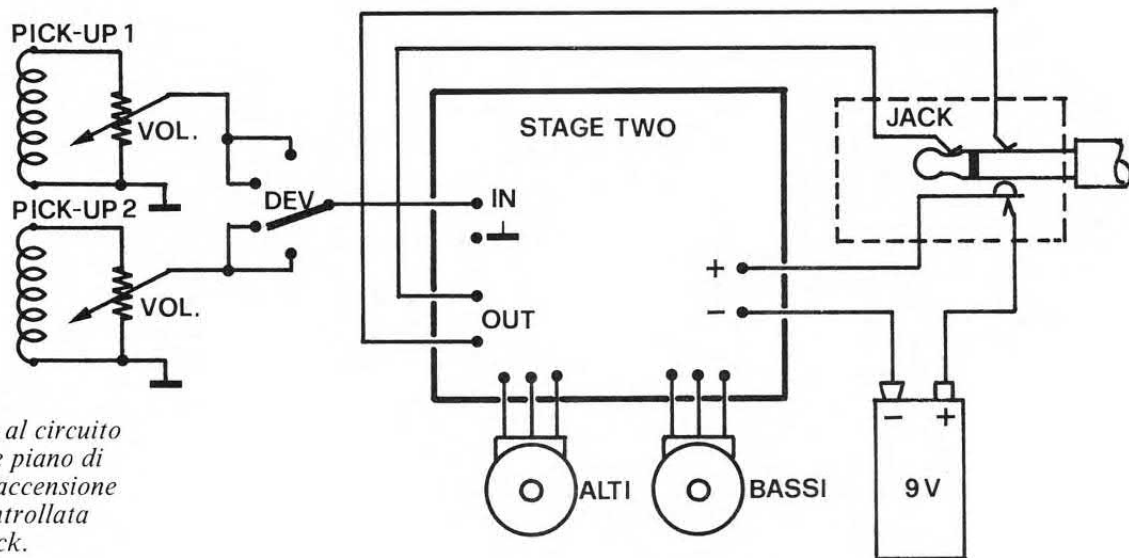 PICK-UP 1
VOL.
STAGE TWO
JACK
DEV.
IN
PICK-UP 2
VOL.
OUT
+
-
- +
ALTI
BASSI
9V
al circuito
e piano di
accensione
ntrollata
ck.